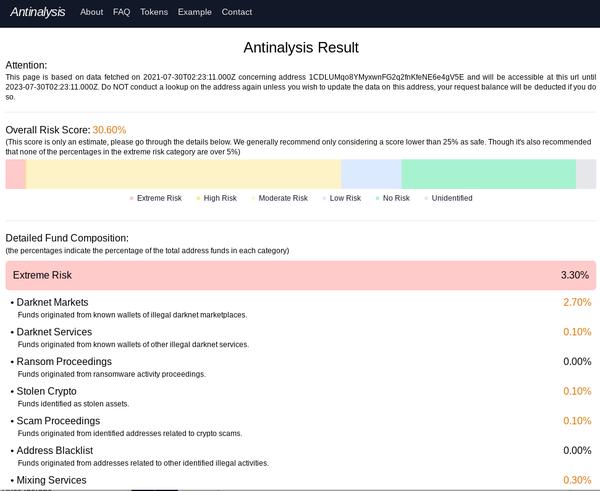 Antinalysis About FAQ Tokens Example Contact
Antinalysis Result
Attention:
This page is based on data fetched on 2021-07-30T02:23:11.000Z concerning address 1CDLUMqo8YMyxwnFG2q2fnKfeNE6e4gV5E and will be accessible at this url until
2023-07-30T02:23:11.000Z. Do NOT conduct a lookup on the address again unless you wish to update the data on this address, your request balance will be deducted if you do
so.
Overall Risk Score: 30.60%
(This score is only an estimate, please go through the details below. We generally recommend only considering a score lower than 25% as safe. Though it's also recommended
that none of the percentages in the extreme risk category are over 5%)
Extreme Risk High Risk Moderate Risk Low Risk No Risk Unidentified
Detailed Fund Composition:
(the percentages indicate the percentage of the total address funds in each category)
Extreme Risk 3.30%
• Darknet Markets 2.70%
Funds originated from known wallets of illegal darknet marketplaces.
• Darknet Services 0.10%
Funds originated from known wallets of other illegal darknet services.
• Ransom Proceedings 0.00%
Funds originated from ransomware activity proceedings.
• Stolen Crypto 0.10%
Funds identified as stolen assets.
• Scam Proceedings 0.10%
Funds originated from identified addresses related to crypto scams.
• Address Blacklist 0.00%
Funds originated from addresses related to other identified illegal activities.
• Mixing Services 0.30%